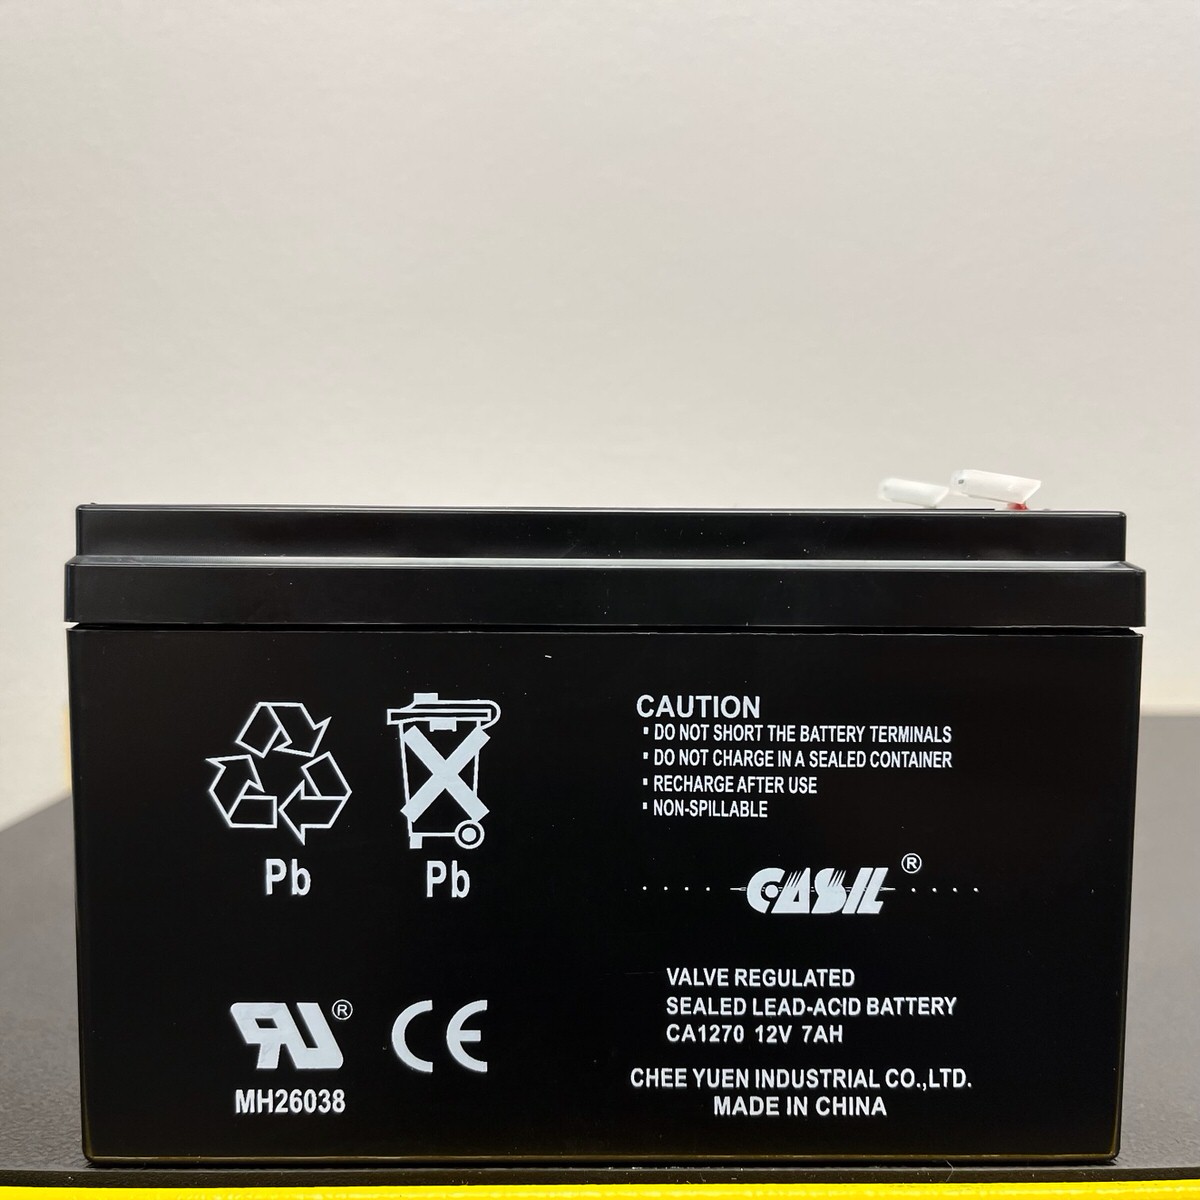 CAUTION
▪ DO NOT SHORT THE BATTERY TERMINALS
▪ DO NOT CHARGE IN A SEALED CONTAINER
▪ RECHARGE AFTER USE
▪ NON-SPILLABLE
Pb
Pb
CASIL®
VALVE REGULATED
SEALED LEAD-ACID BATTERY
CA1270 12V 7AH
RU®
CE
MH26038
CHEE YUEN INDUSTRIAL CO.,LTD.
MADE IN CHINA